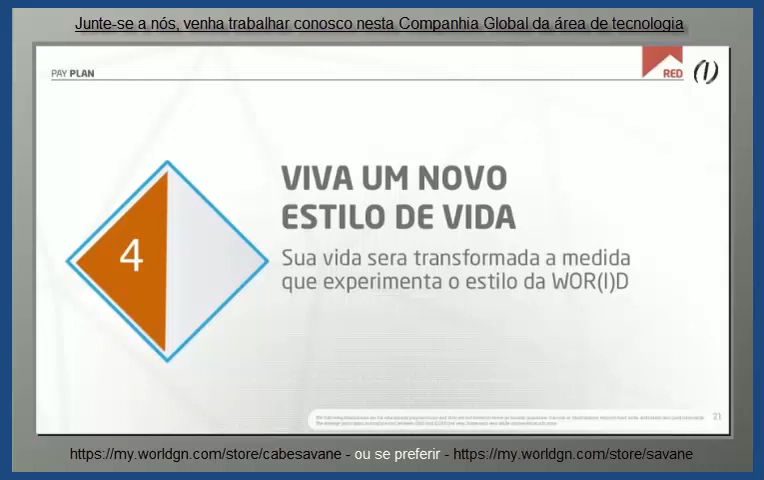 Junte-se a nós, venha trabalhar conosco nesta Companhia Global da área de tecnologia
PAY PLAN
RED
(I)
4
VIVA UM NOVO
ESTILO DE VIDA
Sua vida sera transformada a medida
que experimenta o estilo da WOR(I)D
21
https://my.worldgn.com/store/cabesavane - ou se preferir - https://my.worldgn.com/store/savane